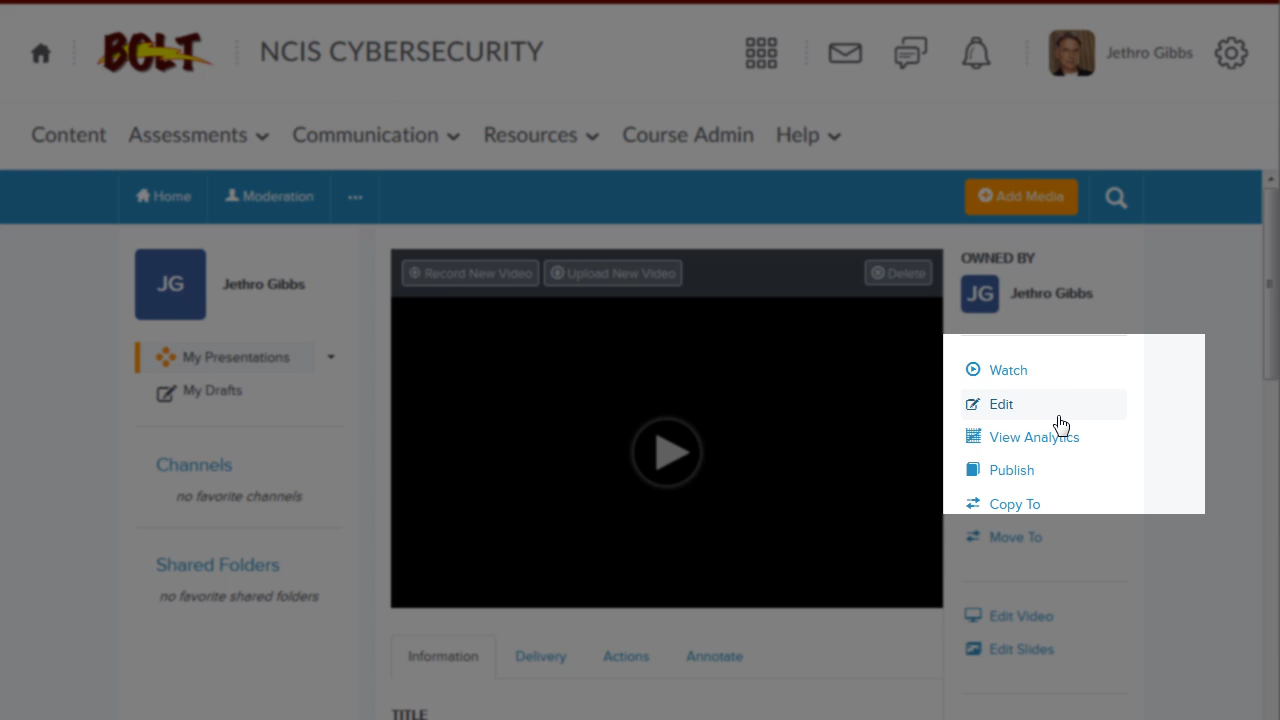 BOLT
NCIS CYBERSECURITY
Jethro Gibbs
Content Assessments Communication Resources Course Admin Help
Home Moderation ...
Add Media
JG
Jethro Gibbs
My Presentations
My Drafts
Channels
no favorite channels
Shared Folders
no favorite shared folders
Record New Video Upload New Video Delete
Information Delivery Actions Annotate
TITLE
OWNED BY
JG Jethro Gibbs
Watch
Edit
View Analytics
Publish
Copy To
Move To
Edit Video
Edit Slides